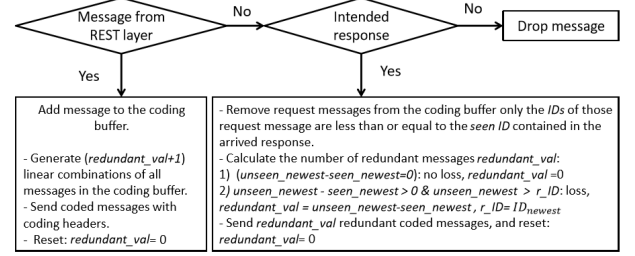 Message from
REST layer
No
Intended
response
No
Drop message
Yes
Yes
Add message to the coding
buffer.
- Generate (redundant_val+1)
linear combinations of all
messages in the coding buffer.
- Send coded messages with
coding headers.
- Reset: redundant_val= 0
- Remove request messages from the coding buffer only the IDs of those
request message are less than or equal to the seen ID contained in the
arrived response.
- Calculate the number of redundant messages redundant_val:
1) (unseen_newest-seen_newest=0): no loss, redundant_val =0
2) unseen_newest - seen_newest > 0 & unseen_newest > r_ID: loss,
redundant_val = unseen_newest-seen_newest , r_ID= ID_newest
- Send redundant_val redundant coded messages, and reset:
redundant_val= 0